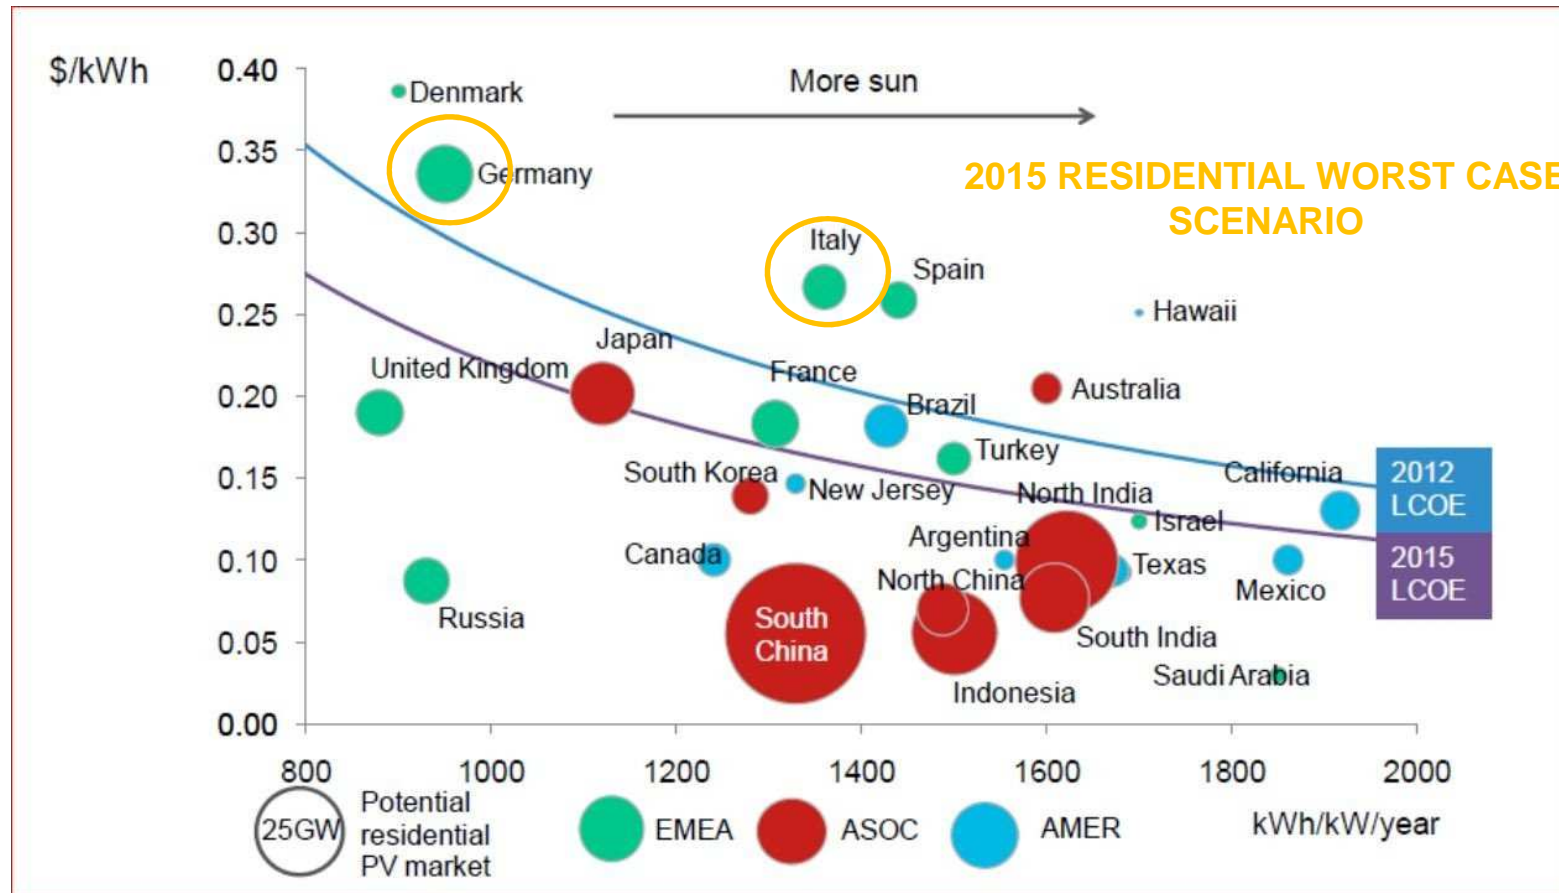 $/kWh
0.40
0.35
0.30
0.25
0.20
0.15
0.10
0.05
0.00
More sun
2015 RESIDENTIAL WORST CASE
SCENARIO
Denmark
Germany
Italy
Spain
Hawaii
Japan
United Kingdom
France
Australia
Brazil
Turkey
California
South Korea
New Jersey
North India
Israel
Argentina
Canada
North China
Texas
Mexico
Russia
South
China
South India
Indonesia
Saudi Arabia
2012
LCOE
2015
LCOE
800
1000
1200
1400
1600
1800
2000
kWh/kW/year
25GW
Potential
residential
PV market
EMEA
ASOC
AMER